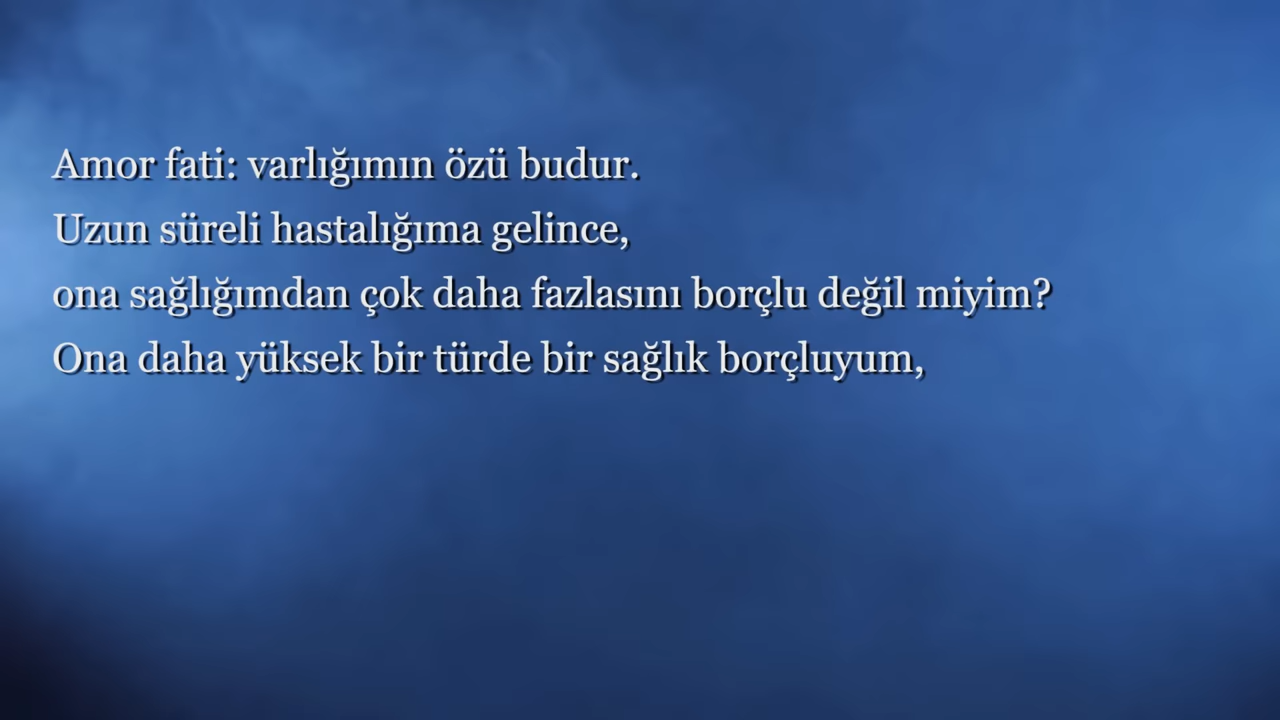 Amor fati: varlığımın özü budur.
Uzun süreli hastalığıma gelince,
ona sağlığımdan çok daha fazlasını borçlu değil miyim?
Ona daha yüksek bir türde bir sağlık borçluyum,